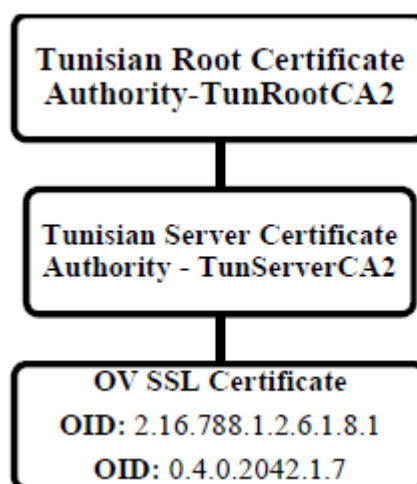 Tunisian Root Certificate
Authority-TunRootCA2
Tunisian Server Certificate
Authority - TunServerCA2
OV SSL Certificate
OID: 2.16.788.1.2.6.1.8.1
OID: 0.4.0.2042.1.7